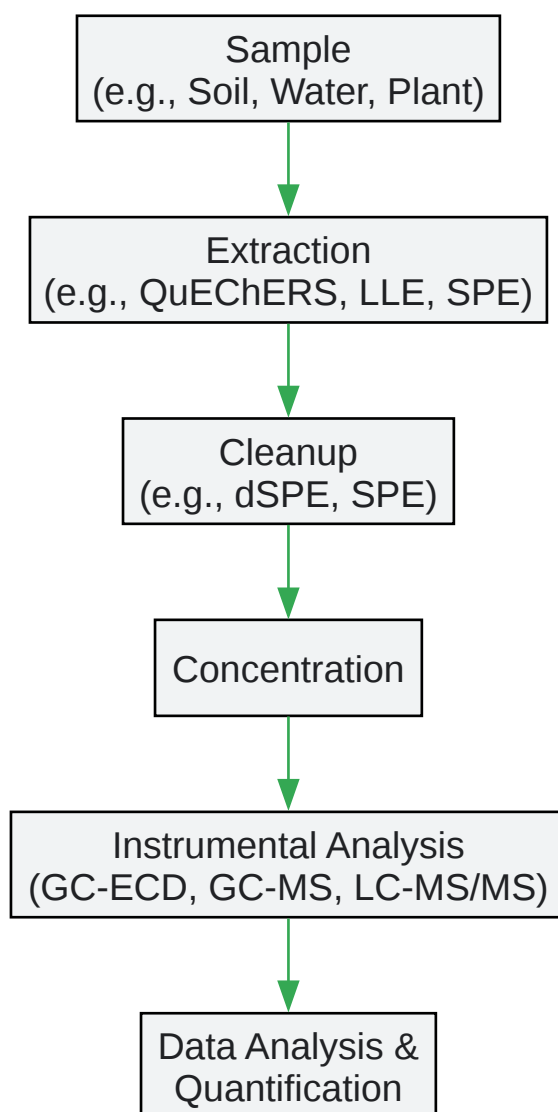 Sample
(e.g., Soil, Water, Plant)
Extraction
(e.g., QuEChERS, LLE, SPE)
Cleanup
(e.g., dSPE, SPE)
Concentration
Instrumental Analysis
(GC-ECD, GC-MS, LC-MS/MS)
Data Analysis &
Quantification